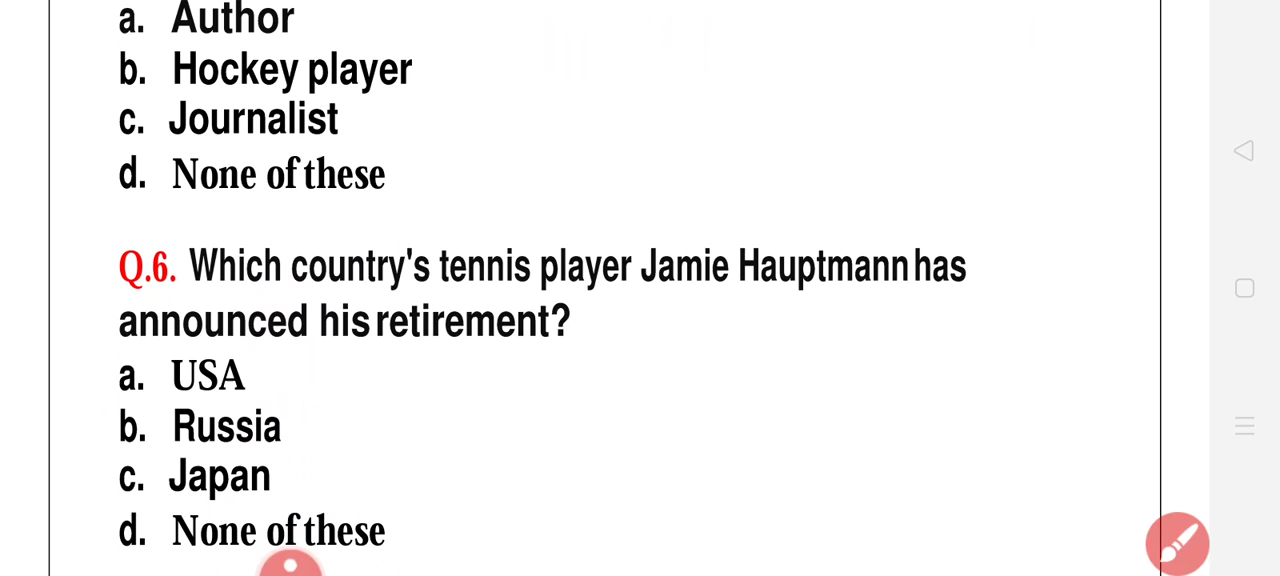 a. Author
b. Hockey player
c. Journalist
d. None of these
Q.6. Which country's tennis player Jamie Hauptmann has
announced his retirement?
a. USA
b. Russia
c. Japan
d. None of these